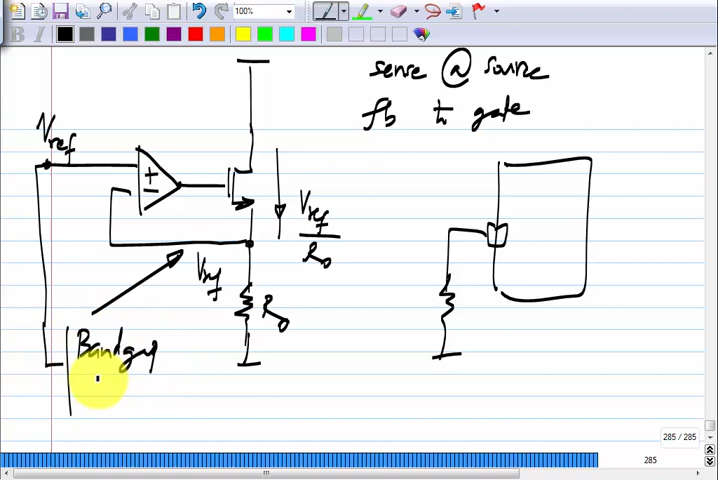 100%
B I U
sense @ source
fb to gate
Vref
+
-
Vref
Ro
Vref
Ro
Bandgap
285 / 285
285